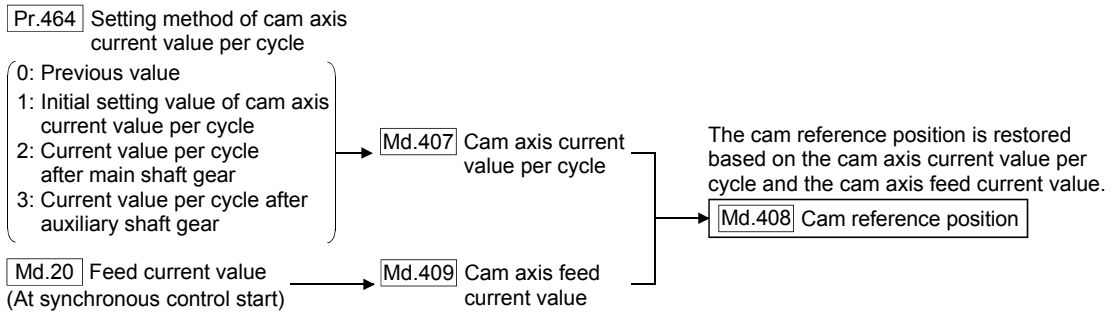 Pr.464 Setting method of cam axis
current value per cycle
0: Previous value
1: Initial setting value of cam axis
current value per cycle
2: Current value per cycle
after main shaft gear
3: Current value per cycle after
auxiliary shaft gear
Md.20 Feed current value
(At synchronous control start)
Md.407 Cam axis current
value per cycle
Md.409 Cam axis feed
current value
The cam reference position is restored
based on the cam axis current value per
cycle and the cam axis feed current value.
Md.408 Cam reference position